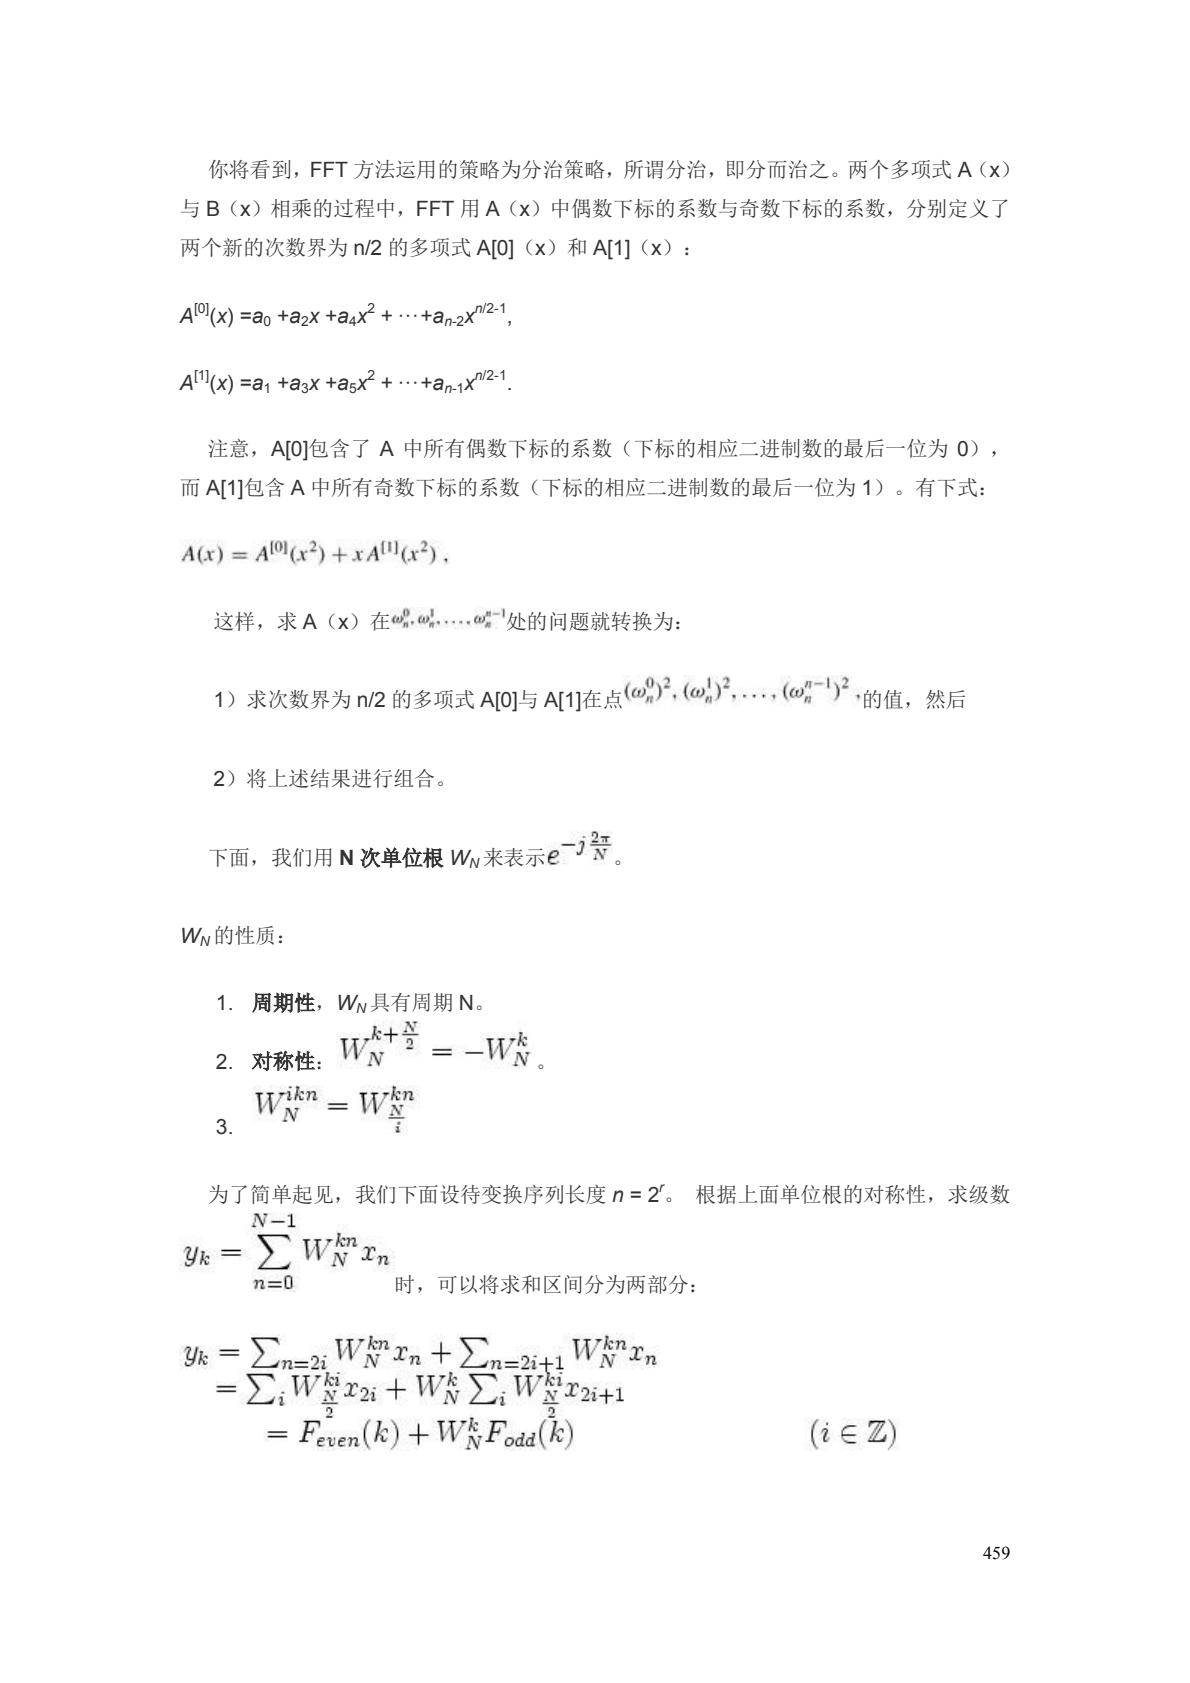 你将看到，FFT 方法运用的策略为分治策略，所谓分治，即分而治之。两个多项式 A（x）
与 B（x）相乘的过程中，FFT 用 A（x）中偶数下标的系数与奇数下标的系数，分别定义了
两个新的次数界为 n/2 的多项式 A[0]（x）和 A[1]（x）：
A^{[0]}(x) =a_0 +a_2x +a_4x^2 + ···+a_{n-2}x^{n/2-1},
A^{[1]}(x) =a_1 +a_3x +a_5x^2 + ···+a_{n-1}x^{n/2-1}.
注意，A[0]包含了 A 中所有偶数下标的系数（下标的相应二进制数的最后一位为 0），
而 A[1]包含 A 中所有奇数下标的系数（下标的相应二进制数的最后一位为 1）。有下式：
A(x) = A^{[0]}(x^2) + x A^{[1]}(x^2) ,
这样，求 A（x）在ω_n^0, ω_n^1, . . . , ω_n^{n−1}处的问题就转换为：
1）求次数界为 n/2 的多项式 A[0]与 A[1]在点(ω_n^0)^2, (ω_n^1)^2, . . . , (ω_n^{n−1})^2 ,的值，然后
2）将上述结果进行组合。
下面，我们用 N 次单位根 W_N 来表示e^{−j\frac{2π}{N}}。
W_N 的性质：
1. 周期性，W_N 具有周期 N。
2. 对称性：W_N^{k+\frac{N}{2}} = −W_N^k。
3. W_N^{ikn} = W_{\frac{N}{i}}^{kn}
为了简单起见，我们下面设待变换序列长度 n = 2^r。 根据上面单位根的对称性，求级数
y_k = \sum_{n=0}^{N−1} W_N^{kn} x_n 时，可以将求和区间分为两部分：
y_k = \sum_{n=2i} W_N^{kn} x_n + \sum_{n=2i+1} W_N^{kn} x_n
= \sum_i W_{\frac{N}{2}}^{ki} x_{2i} + W_N^k \sum_i W_{\frac{N}{2}}^{ki} x_{2i+1}
= F_{even}(k) + W_N^k F_{odd}(k) (i ∈ ℤ)
459